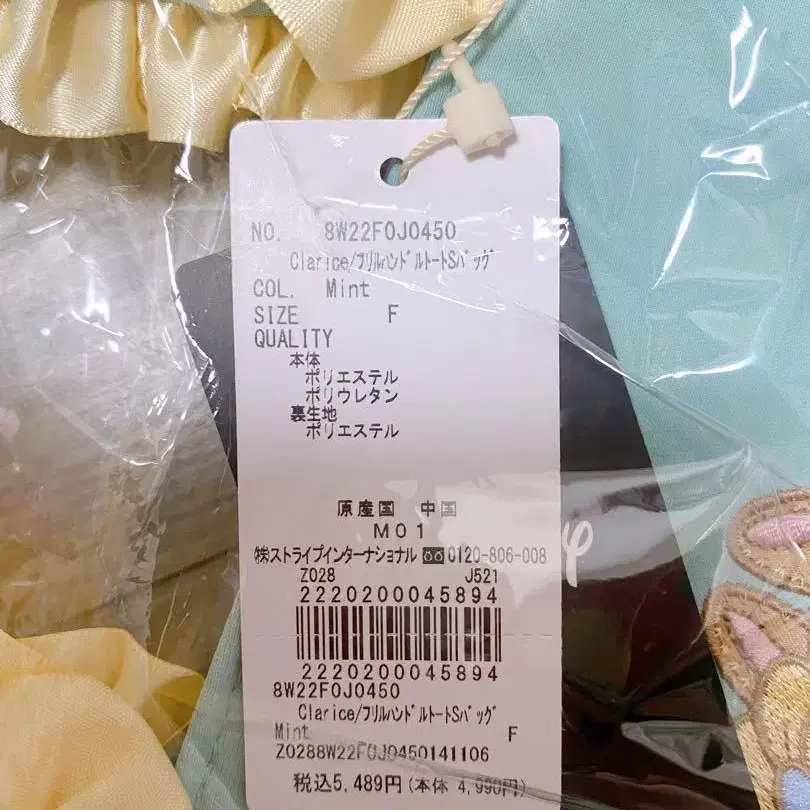 NO. 8W22F0J0450
Clarice/フリルハンドルトートSバッグ
COL. Mint
SIZE F
QUALITY
本体
ポリエステル
ポリウレタン
裏生地
ポリエステル
原産国 中国
M01
㈱ストライプインターナショナル 0120-806-008
Z028 J521
2220200045894
2220200045894
8W22F0J0450
Clarice/フリルハンドルトートSバッグ
Mint F
Z0288W22F0J0450141106
税込5,489円(本体 4,990円)